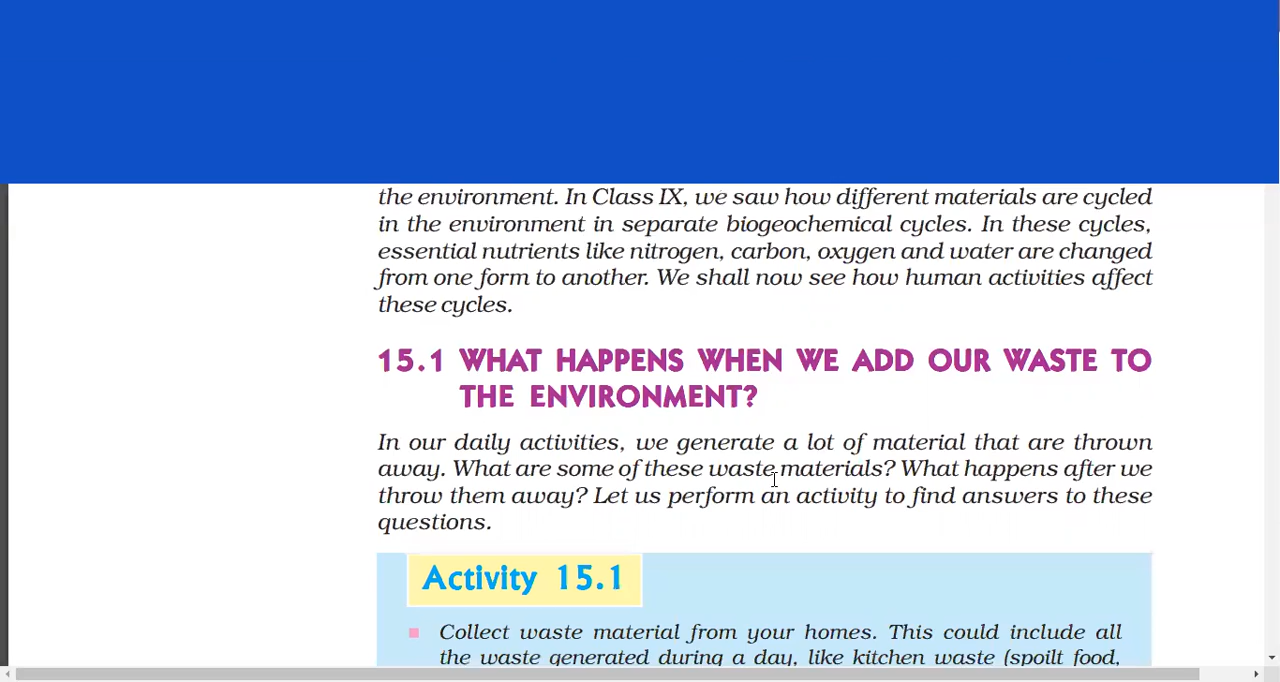 the environment. In Class IX, we saw how different materials are cycled
in the environment in separate biogeochemical cycles. In these cycles,
essential nutrients like nitrogen, carbon, oxygen and water are changed
from one form to another. We shall now see how human activities affect
these cycles.
15.1 WHAT HAPPENS WHEN WE ADD OUR WASTE TO
THE ENVIRONMENT?
In our daily activities, we generate a lot of material that are thrown
away. What are some of these waste materials? What happens after we
throw them away? Let us perform an activity to find answers to these
questions.
Activity 15.1
Collect waste material from your homes. This could include all
the waste generated during a day, like kitchen waste (spoilt food,